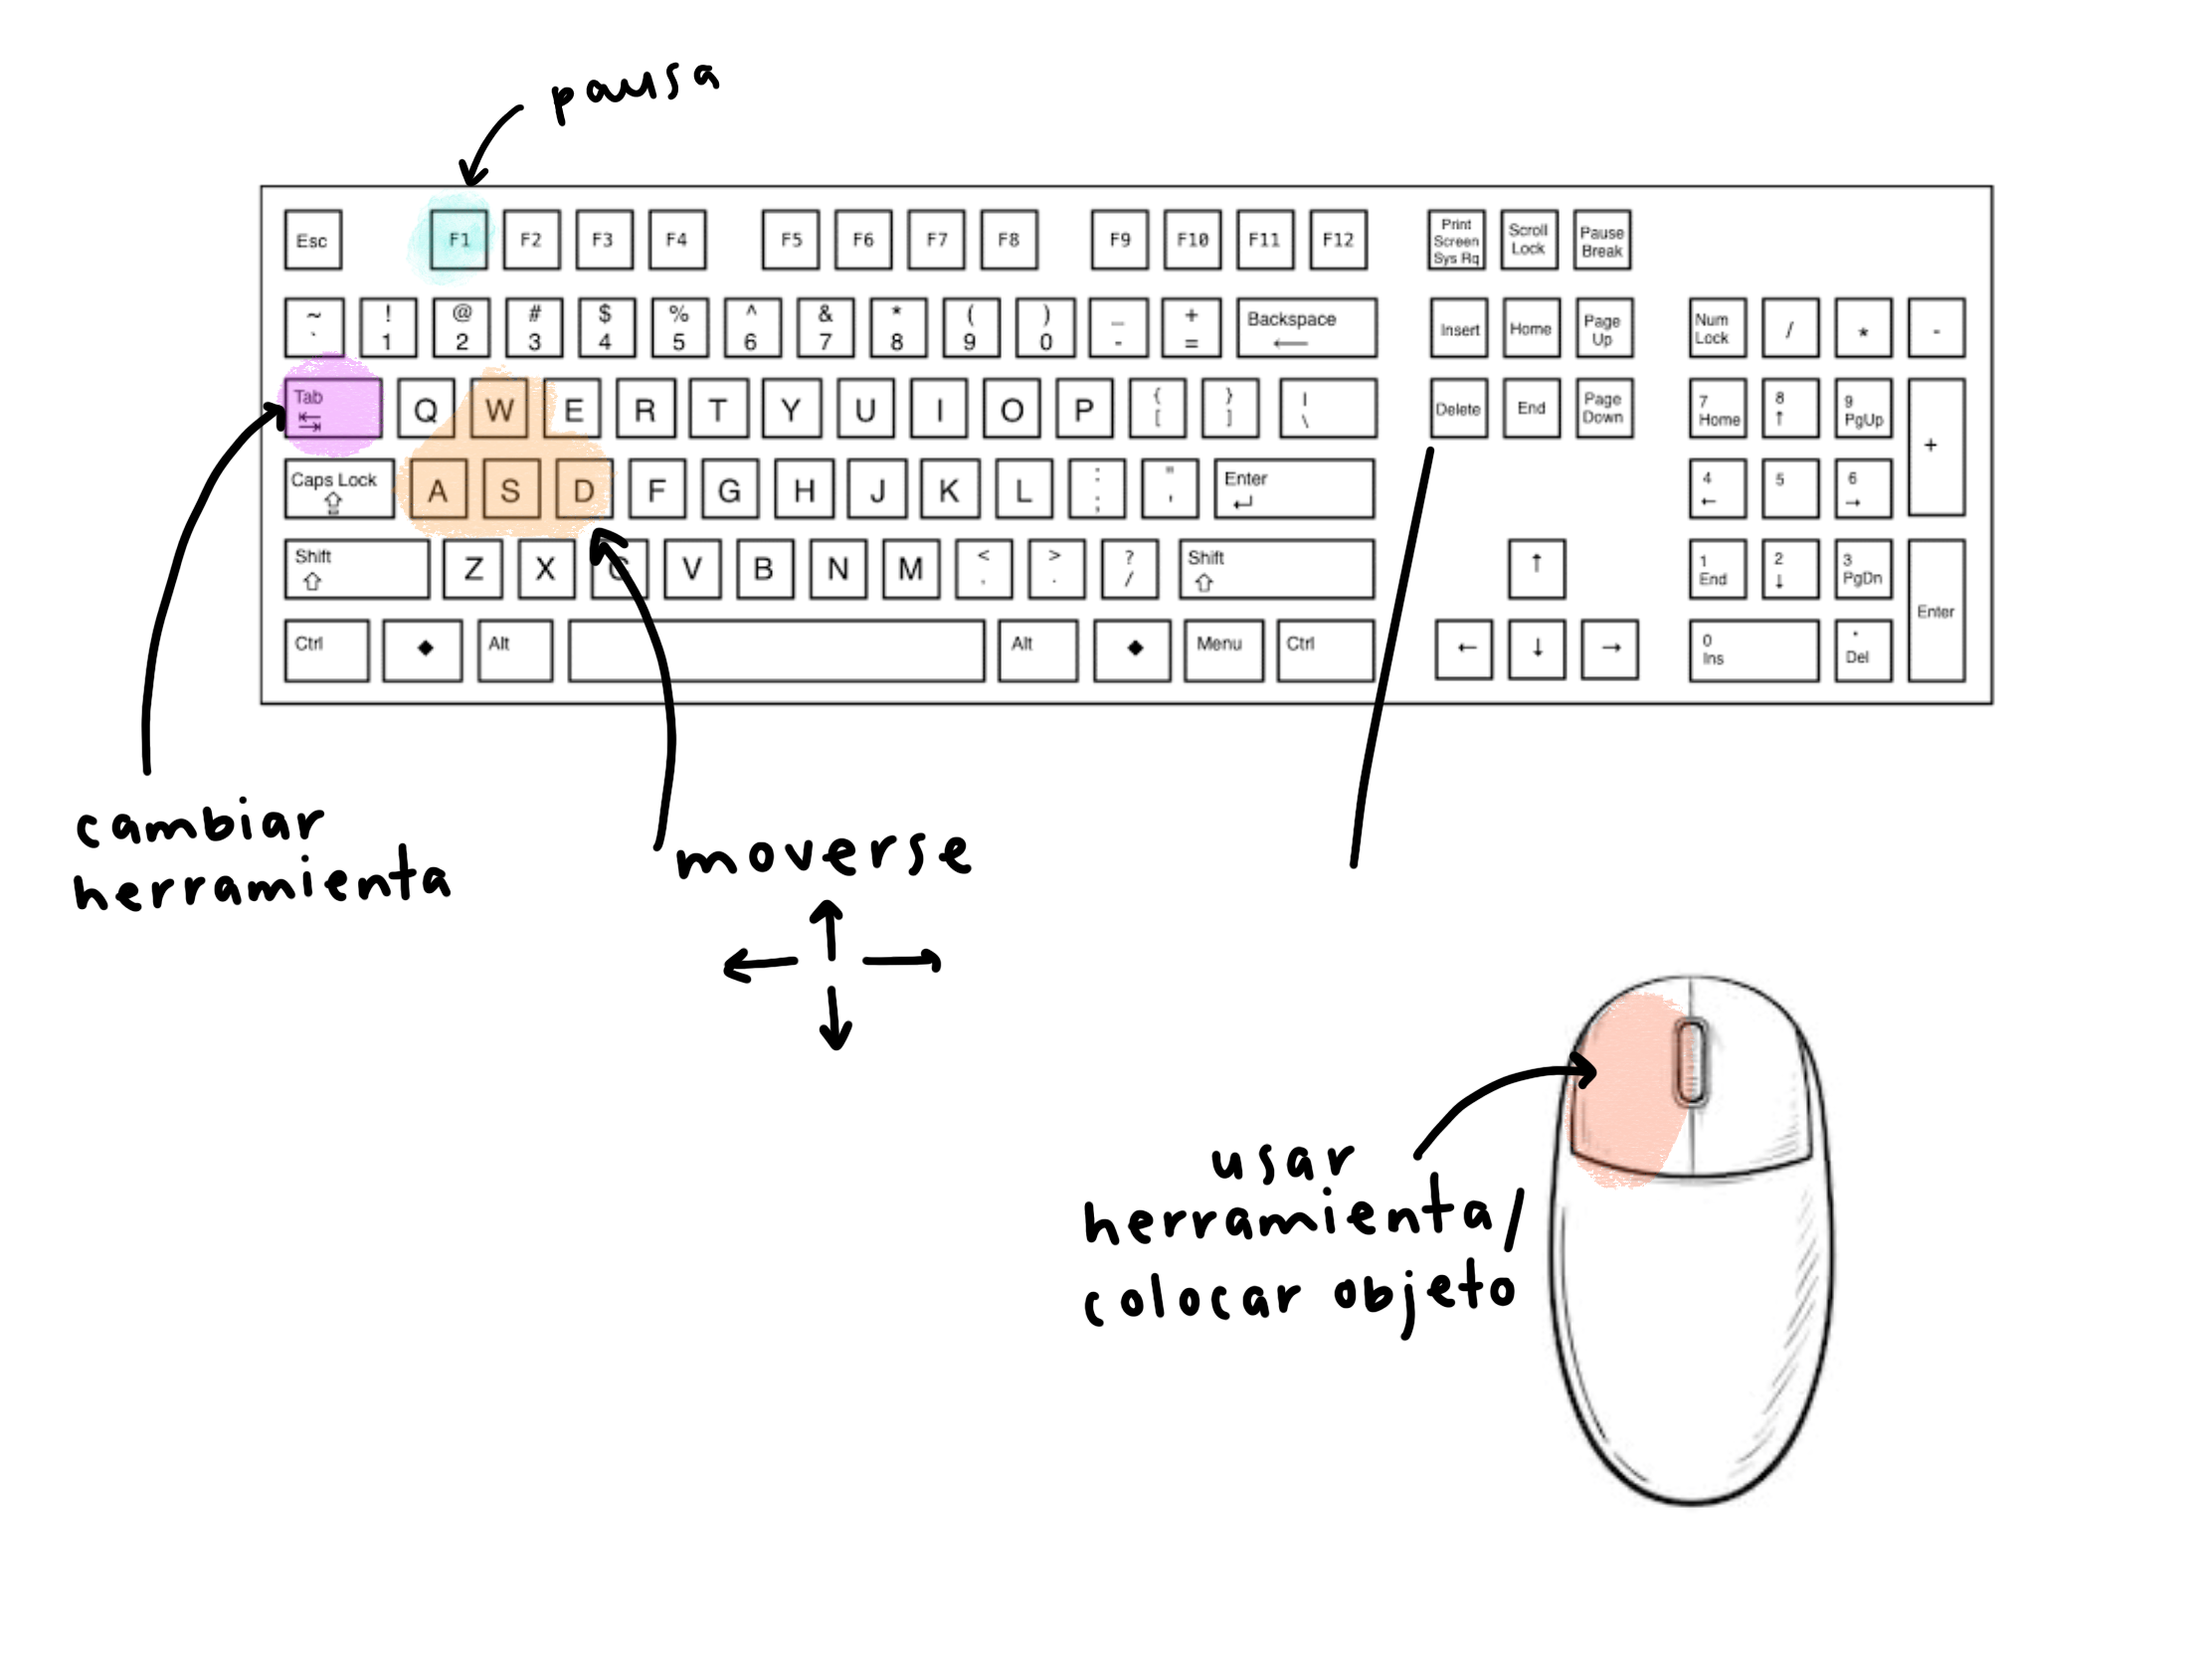 pausa
Esc F1 F2 F3 F4 F5 F6 F7 F8 F9 F10 F11 F12 Print Screen Sys Rq Scroll Lock Pause Break
~ ` ! 1 @ 2 # 3 $ 4 % 5 ^ 6 & 7 * 8 ( 9 ) 0 _ - + = Backspace ← Insert Home Page Up Num Lock / * -
Tab Q W E R T Y U I O P { [ } ] | \ Delete End Page Down 7 Home 8 ↑ 9 PgUp +
Caps Lock A S D F G H J K L : ; " ' Enter 4 ← 5 6 →
Shift Z X C V B N M < , > . ? / Shift ↑ 1 End 2 ↓ 3 PgDn Enter
Ctrl ◆ Alt Alt ◆ Menu Ctrl ← ↓ → 0 Ins . Del
cambiar
herramienta
moverse
usar
herramienta/
colocar objeto